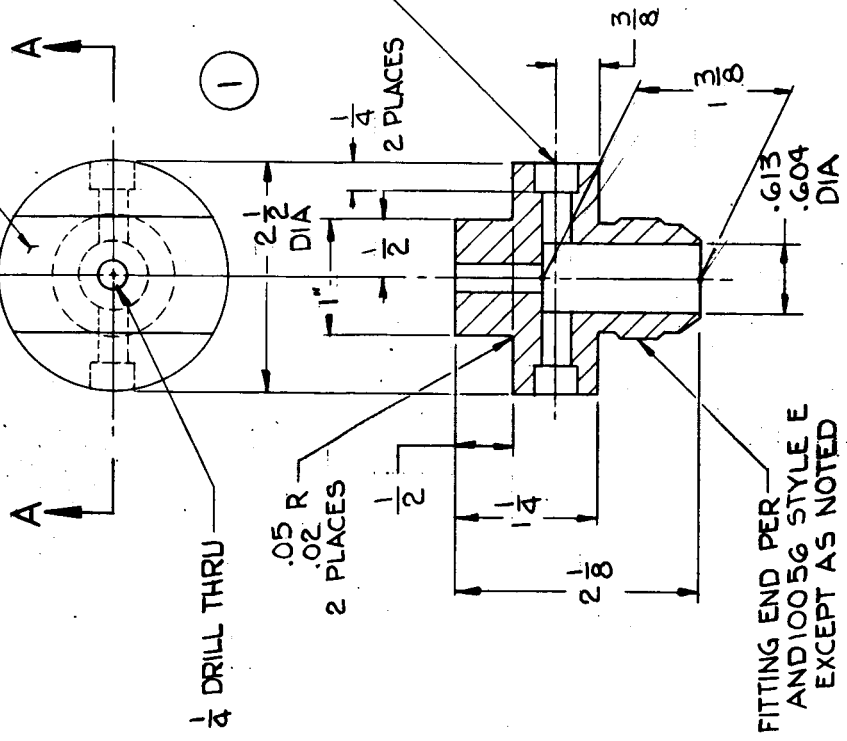 A
A
1
1/4 DRILL THRU
2 1/2
DIA
1/4
2 PLACES
1/2
1"
.05 R
.02
2 PLACES
1/2
1 1/4
2 1/8
3/8
1 3/8
.613
.604
DIA
FITTING END PER
AND10056 STYLE E
EXCEPT AS NOTED